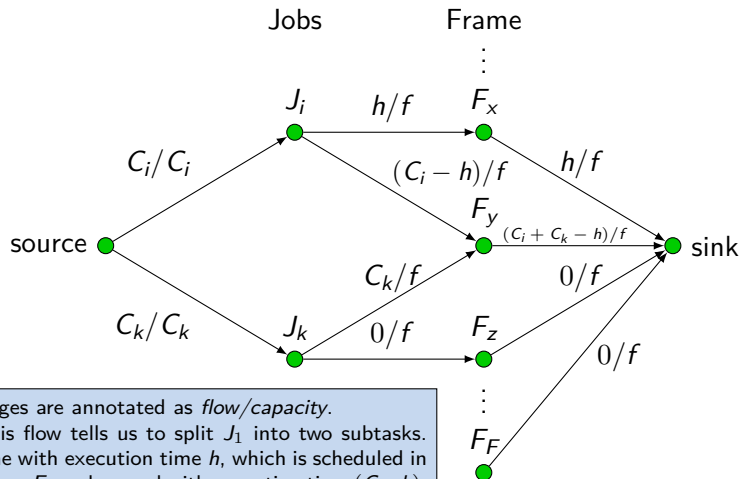 Jobs Frame
J_i h/f F_x
C_i/C_i (C_i − h)/f h/f
F_y
source (C_i + C_k − h)/f sink
C_k/f 0/f
C_k/C_k J_k 0/f F_z
0/f
ges are annotated as flow/capacity.
is flow tells us to split J_1 into two subtasks.
e with execution time h, which is scheduled in
F_F